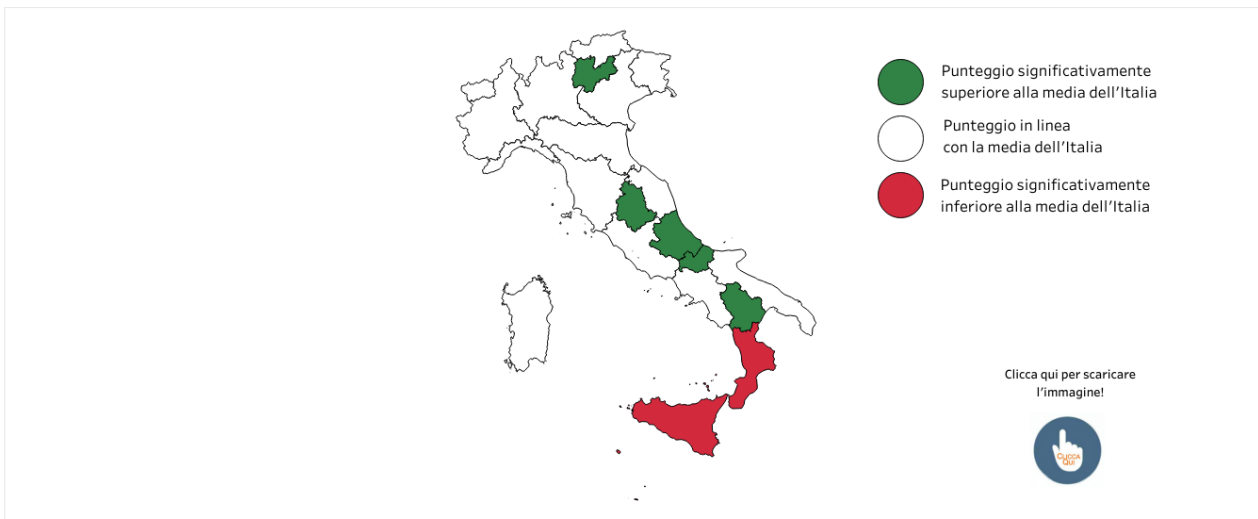 Punteggio significativamente
superiore alla media dell'Italia
Punteggio in linea
con la media dell'Italia
Punteggio significativamente
inferiore alla media dell'Italia
Clicca qui per scaricare
l'immagine!
CLICCA
QUI